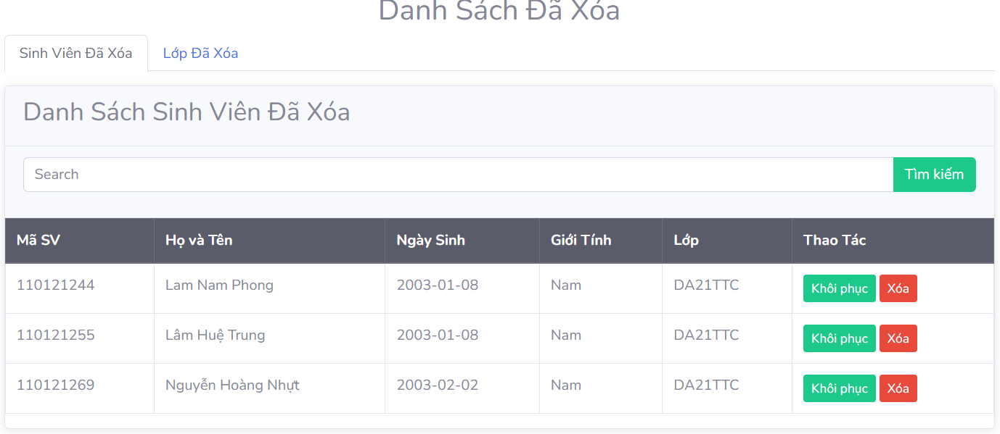 Danh Sách Đã Xóa
Sinh Viên Đã Xóa Lớp Đã Xóa
Danh Sách Sinh Viên Đã Xóa
Search Tìm kiếm
Mã SV Họ và Tên Ngày Sinh Giới Tính Lớp Thao Tác
110121244 Lam Nam Phong 2003-01-08 Nam DA21TTC Khôi phục Xóa
110121255 Lâm Huệ Trung 2003-01-08 Nam DA21TTC Khôi phục Xóa
110121269 Nguyễn Hoàng Nhựt 2003-02-02 Nam DA21TTC Khôi phục Xóa